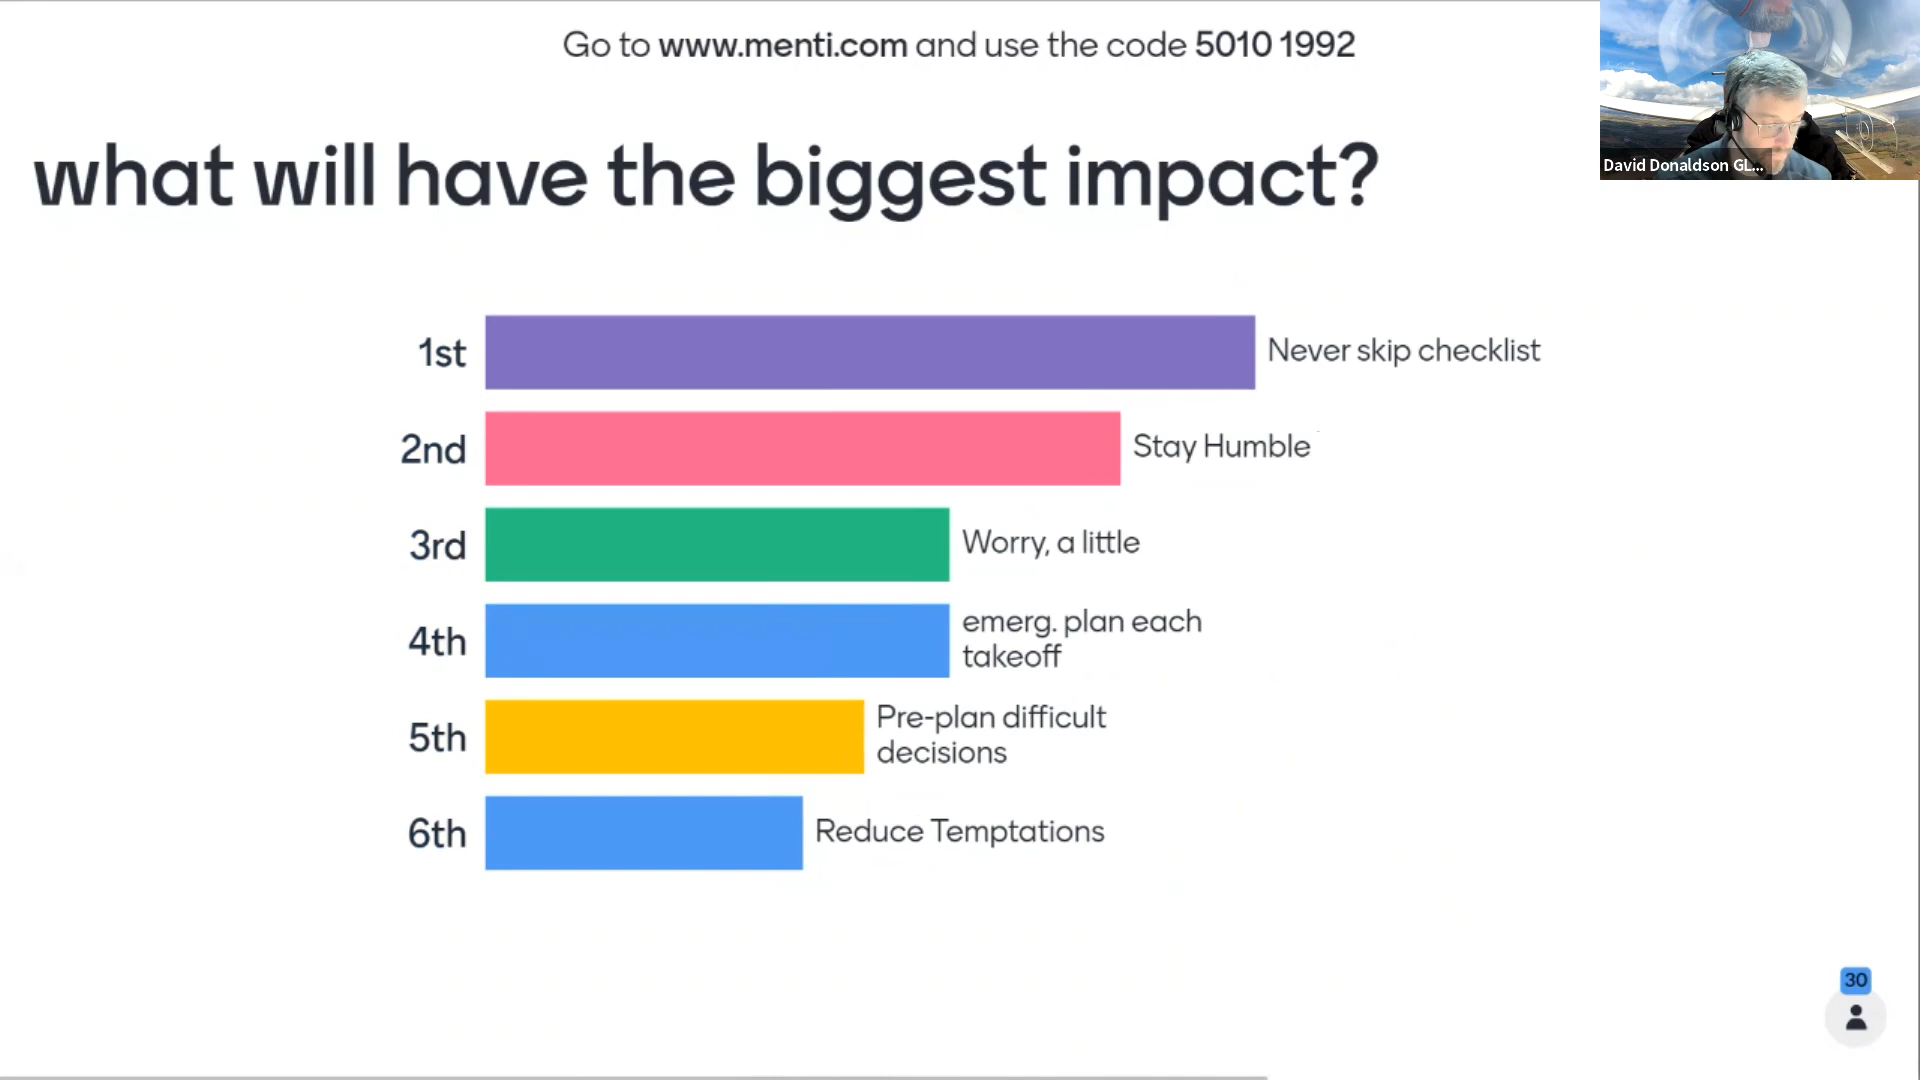 Go to www.menti.com and use the code 5010 1992
David Donaldson GL...
what will have the biggest impact?
1st
Never skip checklist
2nd
Stay Humble
3rd
Worry, a little
4th
emerg. plan each
takeoff
5th
Pre-plan difficult
decisions
6th
Reduce Temptations
30